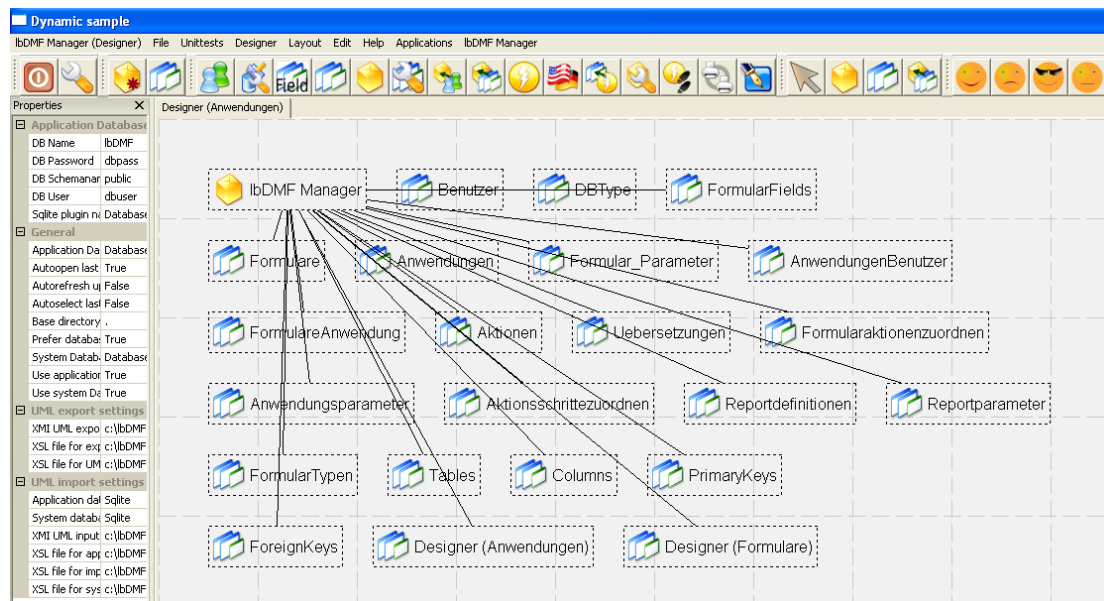 Dynamic sample
lbDMF Manager (Designer) File Unittests Designer Layout Edit Help Applications lbDMF Manager
Field
Properties X Designer (Anwendungen)
Application Database
DB Name lbDMF
DB Password dbpass
DB Schemanar public
DB User dbuser
Sqlite plugin na Database
General
Application Da Database
Autoopen last True
Autorefresh up False
Autoselect last False
Base directory .
Prefer databas True
System Datab Database
Use application True
Use system Da True
UML export settings
XMI UML expo c:\lbDMF
XSL file for exp c:\lbDMF
XSL file for UM c:\lbDMF
UML import settings
Application dat Sqlite
System databa Sqlite
XMI UML input c:\lbDMF
XSL file for app c:\lbDMF
XSL file for imp c:\lbDMF
XSL file for sys c:\lbDMF
lbDMF Manager Benutzer DBType FormularFields
Formulare Anwendungen Formular_Parameter AnwendungenBenutzer
FormulareAnwendung Aktionen Uebersetzungen Formularaktionenzuordnen
Anwendungsparameter Aktionsschrittezuordnen Reportdefinitionen Reportparameter
FormularTypen Tables Columns PrimaryKeys
ForeignKeys Designer (Anwendungen) Designer (Formulare)